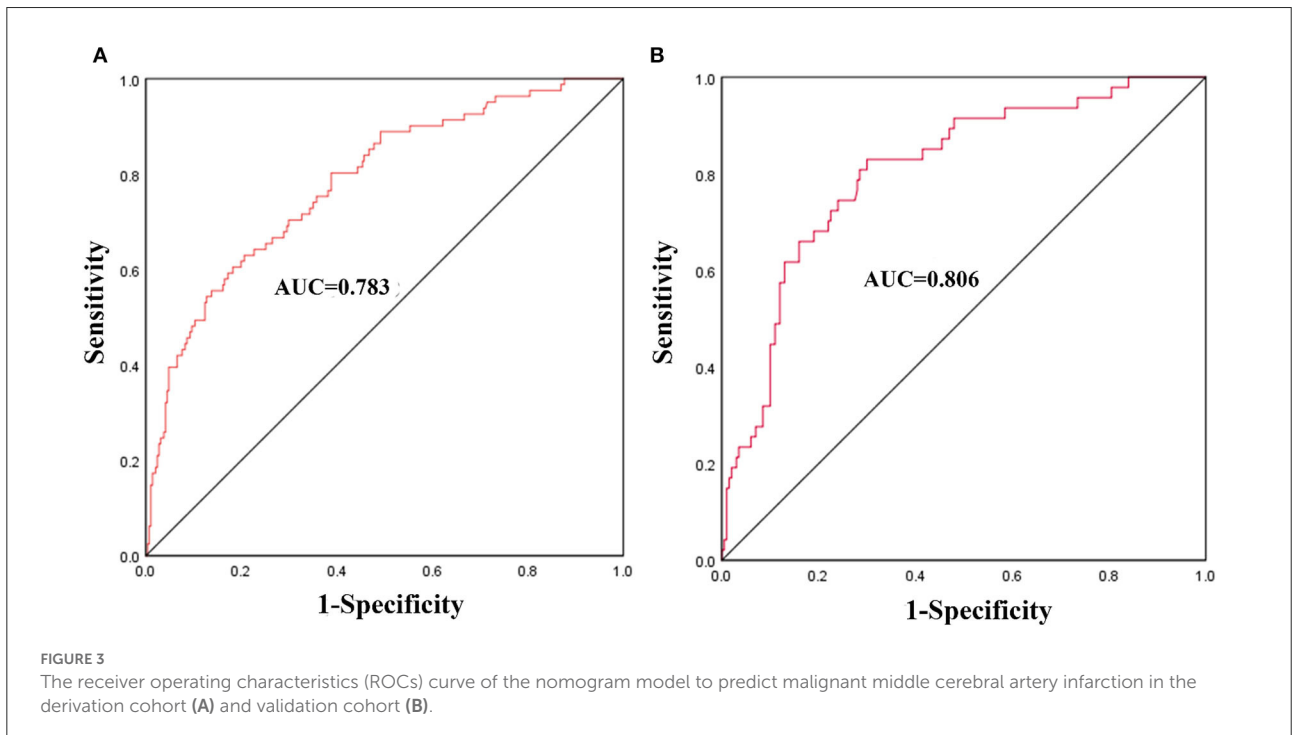 A
1.0
0.8
0.6
0.4
0.2
0.0
Sensitivity
AUC=0.783
0.0 0.2 0.4 0.6 0.8 1.0
1-Specificity
B
1.0
0.8
0.6
0.4
0.2
0.0
Sensitivity
AUC=0.806
0.0 0.2 0.4 0.6 0.8 1.0
1-Specificity
FIGURE 3
The receiver operating characteristics (ROCs) curve of the nomogram model to predict malignant middle cerebral artery infarction in the
derivation cohort (A) and validation cohort (B).